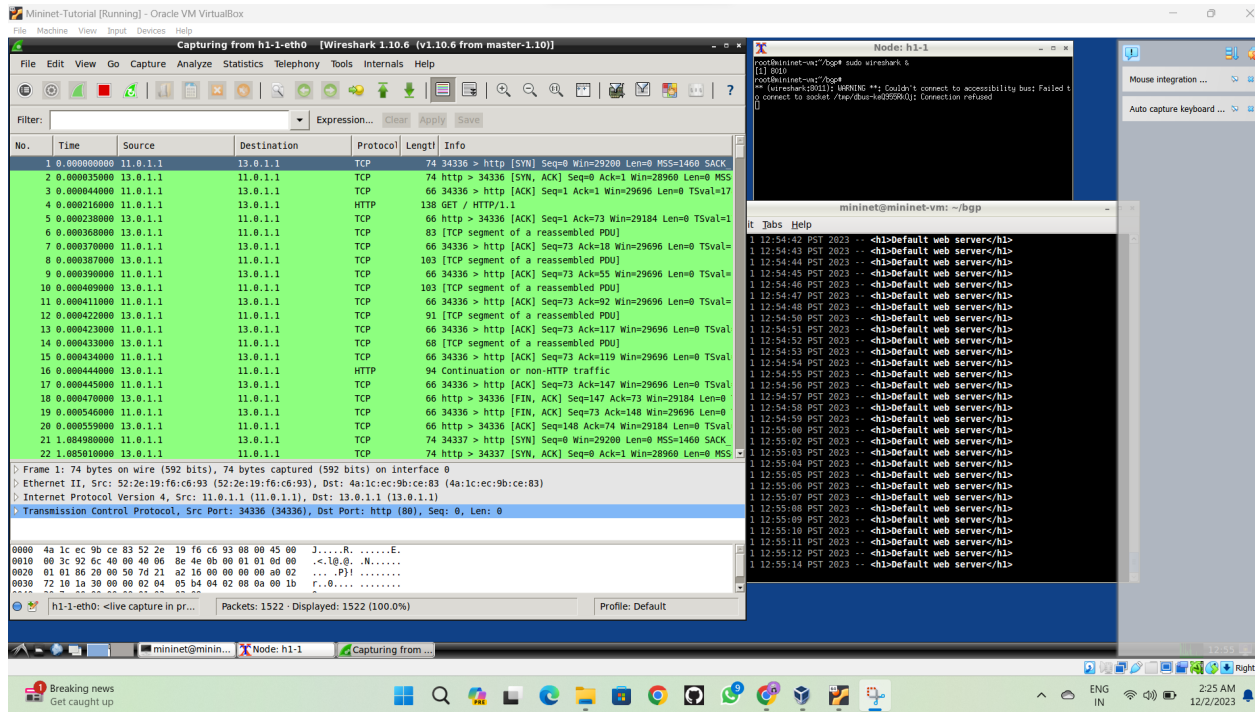 Mininet-Tutorial [Running] - Oracle VM VirtualBox
File Machine View Input Devices Help
Capturing from h1-1-eth0 [Wireshark 1.10.6 (v1.10.6 from master-1.10)]
File Edit View Go Capture Analyze Statistics Telephony Tools Internals Help
Filter: Expression... Clear Apply Save
No. Time Source Destination Protocol Lengtl Info
1 0.000000000 11.0.1.1 13.0.1.1 TCP 74 34336 > http [SYN] Seq=0 Win=29200 Len=0 MSS=1460 SACK
2 0.000035000 13.0.1.1 11.0.1.1 TCP 74 http > 34336 [SYN, ACK] Seq=0 Ack=1 Win=28960 Len=0 MSS
3 0.000044000 11.0.1.1 13.0.1.1 TCP 66 34336 > http [ACK] Seq=1 Ack=1 Win=29696 Len=0 TSval=17
4 0.000216000 11.0.1.1 13.0.1.1 HTTP 138 GET / HTTP/1.1
5 0.000238000 13.0.1.1 11.0.1.1 TCP 66 http > 34336 [ACK] Seq=1 Ack=73 Win=29184 Len=0 TSval=1
6 0.000368000 13.0.1.1 11.0.1.1 TCP 83 [TCP segment of a reassembled PDU]
7 0.000370000 11.0.1.1 13.0.1.1 TCP 66 34336 > http [ACK] Seq=73 Ack=18 Win=29696 Len=0 TSval=
8 0.000387000 13.0.1.1 11.0.1.1 TCP 103 [TCP segment of a reassembled PDU]
9 0.000390000 11.0.1.1 13.0.1.1 TCP 66 34336 > http [ACK] Seq=73 Ack=55 Win=29696 Len=0 TSval=
10 0.000409000 13.0.1.1 11.0.1.1 TCP 103 [TCP segment of a reassembled PDU]
11 0.000411000 11.0.1.1 13.0.1.1 TCP 66 34336 > http [ACK] Seq=73 Ack=92 Win=29696 Len=0 TSval=
12 0.000422000 13.0.1.1 11.0.1.1 TCP 91 [TCP segment of a reassembled PDU]
13 0.000423000 11.0.1.1 13.0.1.1 TCP 66 34336 > http [ACK] Seq=73 Ack=117 Win=29696 Len=0 TSval
14 0.000433000 13.0.1.1 11.0.1.1 TCP 68 [TCP segment of a reassembled PDU]
15 0.000434000 11.0.1.1 13.0.1.1 TCP 66 34336 > http [ACK] Seq=73 Ack=119 Win=29696 Len=0 TSval
16 0.000444000 13.0.1.1 11.0.1.1 HTTP 94 Continuation or non-HTTP traffic
17 0.000445000 11.0.1.1 13.0.1.1 TCP 66 34336 > http [ACK] Seq=73 Ack=147 Win=29696 Len=0 TSval
18 0.000470000 13.0.1.1 11.0.1.1 TCP 66 http > 34336 [FIN, ACK] Seq=147 Ack=73 Win=29184 Len=0
19 0.000546000 11.0.1.1 13.0.1.1 TCP 66 34336 > http [FIN, ACK] Seq=73 Ack=148 Win=29696 Len=0
20 0.000559000 13.0.1.1 11.0.1.1 TCP 66 http > 34336 [ACK] Seq=148 Ack=74 Win=29184 Len=0 TSval
21 1.084980000 11.0.1.1 13.0.1.1 TCP 74 34337 > http [SYN] Seq=0 Win=29200 Len=0 MSS=1460 SACK_
22 1.085010000 13.0.1.1 11.0.1.1 TCP 74 http > 34337 [SYN, ACK] Seq=0 Ack=1 Win=28960 Len=0 MSS
Frame 1: 74 bytes on wire (592 bits), 74 bytes captured (592 bits) on interface 0
Ethernet II, Src: 52:2e:19:f6:c6:93 (52:2e:19:f6:c6:93), Dst: 4a:1c:ec:9b:ce:83 (4a:1c:ec:9b:ce:83)
Internet Protocol Version 4, Src: 11.0.1.1 (11.0.1.1), Dst: 13.0.1.1 (13.0.1.1)
Transmission Control Protocol, Src Port: 34336 (34336), Dst Port: http (80), Seq: 0, Len: 0
0000 4a 1c ec 9b ce 83 52 2e 19 f6 c6 93 08 00 45 00 J.....R. ......E.
0010 00 3c 92 6c 40 00 40 06 8e 4e 0b 00 01 01 0d 00 .<.l@.@. .N......
0020 01 01 86 20 00 50 7d 21 a2 16 00 00 00 00 a0 02 ... .P}! ........
0030 72 10 1a 30 00 00 02 04 05 b4 04 02 08 0a 00 1b r..0.... ........
h1-1-eth0: <live capture in pr... Packets: 1522 · Displayed: 1522 (100.0%) Profile: Default
Node: h1-1
root@mininet-vm:~/bgp# sudo wireshark &
[1] 8010
root@mininet-vm:~/bgp#
** (wireshark:8011): WARNING **: Couldn't connect to accessibility bus: Failed t
o connect to socket /tmp/dbus-keQ955RkOj: Connection refused
mininet@mininet-vm: ~/bgp
it Tabs Help
1 12:54:42 PST 2023 -- <h1>Default web server</h1>
1 12:54:43 PST 2023 -- <h1>Default web server</h1>
1 12:54:44 PST 2023 -- <h1>Default web server</h1>
1 12:54:45 PST 2023 -- <h1>Default web server</h1>
1 12:54:46 PST 2023 -- <h1>Default web server</h1>
1 12:54:47 PST 2023 -- <h1>Default web server</h1>
1 12:54:48 PST 2023 -- <h1>Default web server</h1>
1 12:54:50 PST 2023 -- <h1>Default web server</h1>
1 12:54:51 PST 2023 -- <h1>Default web server</h1>
1 12:54:52 PST 2023 -- <h1>Default web server</h1>
1 12:54:53 PST 2023 -- <h1>Default web server</h1>
1 12:54:54 PST 2023 -- <h1>Default web server</h1>
1 12:54:55 PST 2023 -- <h1>Default web server</h1>
1 12:54:56 PST 2023 -- <h1>Default web server</h1>
1 12:54:57 PST 2023 -- <h1>Default web server</h1>
1 12:54:58 PST 2023 -- <h1>Default web server</h1>
1 12:54:59 PST 2023 -- <h1>Default web server</h1>
1 12:55:00 PST 2023 -- <h1>Default web server</h1>
1 12:55:02 PST 2023 -- <h1>Default web server</h1>
1 12:55:03 PST 2023 -- <h1>Default web server</h1>
1 12:55:04 PST 2023 -- <h1>Default web server</h1>
1 12:55:05 PST 2023 -- <h1>Default web server</h1>
1 12:55:06 PST 2023 -- <h1>Default web server</h1>
1 12:55:07 PST 2023 -- <h1>Default web server</h1>
1 12:55:08 PST 2023 -- <h1>Default web server</h1>
1 12:55:09 PST 2023 -- <h1>Default web server</h1>
1 12:55:10 PST 2023 -- <h1>Default web server</h1>
1 12:55:11 PST 2023 -- <h1>Default web server</h1>
1 12:55:12 PST 2023 -- <h1>Default web server</h1>
1 12:55:14 PST 2023 -- <h1>Default web server</h1>
Mouse integration ...
Auto capture keyboard ...
mininet@minin... Node: h1-1 Capturing from ... 12:55
Right
Breaking news
Get caught up
1
PRE
9
ENG
IN
2:25 AM
12/2/2023